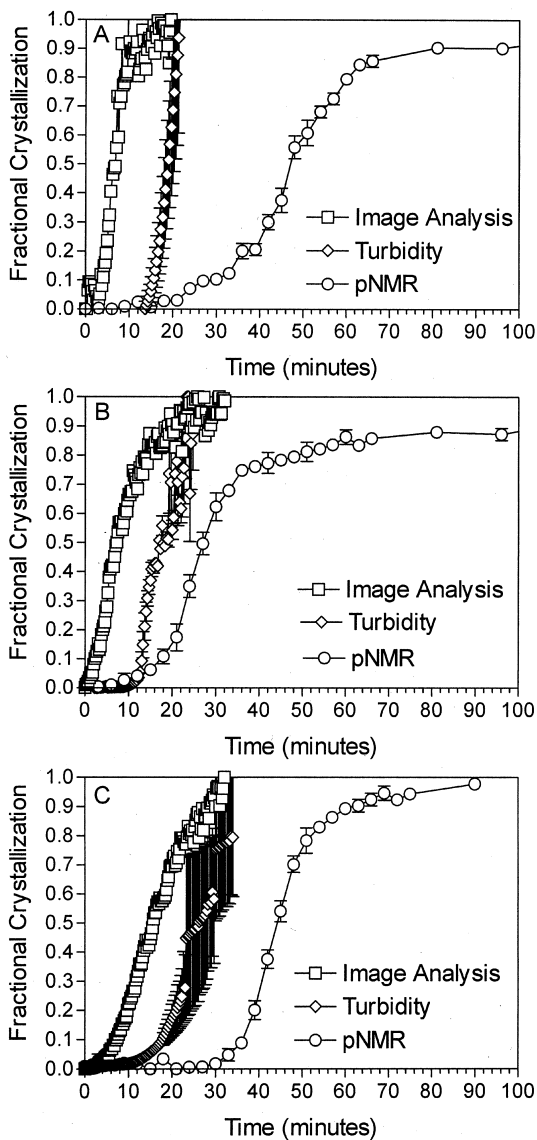 A
1.0
0.9
0.8
0.7
0.6
0.5
0.4
0.3
0.2
0.1
0.0
Fractional Crystallization
Image Analysis
Turbidity
pNMR
0 10 20 30 40 50 60 70 80 90 100
Time (minutes)
B
1.0
0.9
0.8
0.7
0.6
0.5
0.4
0.3
0.2
0.1
0.0
Fractional Crystallization
Image Analysis
Turbidity
pNMR
0 10 20 30 40 50 60 70 80 90 100
Time (minutes)
C
1.0
0.9
0.8
0.7
0.6
0.5
0.4
0.3
0.2
0.1
0.0
Fractional Crystallization
Image Analysis
Turbidity
pNMR
0 10 20 30 40 50 60 70 80 90 100
Time (minutes)